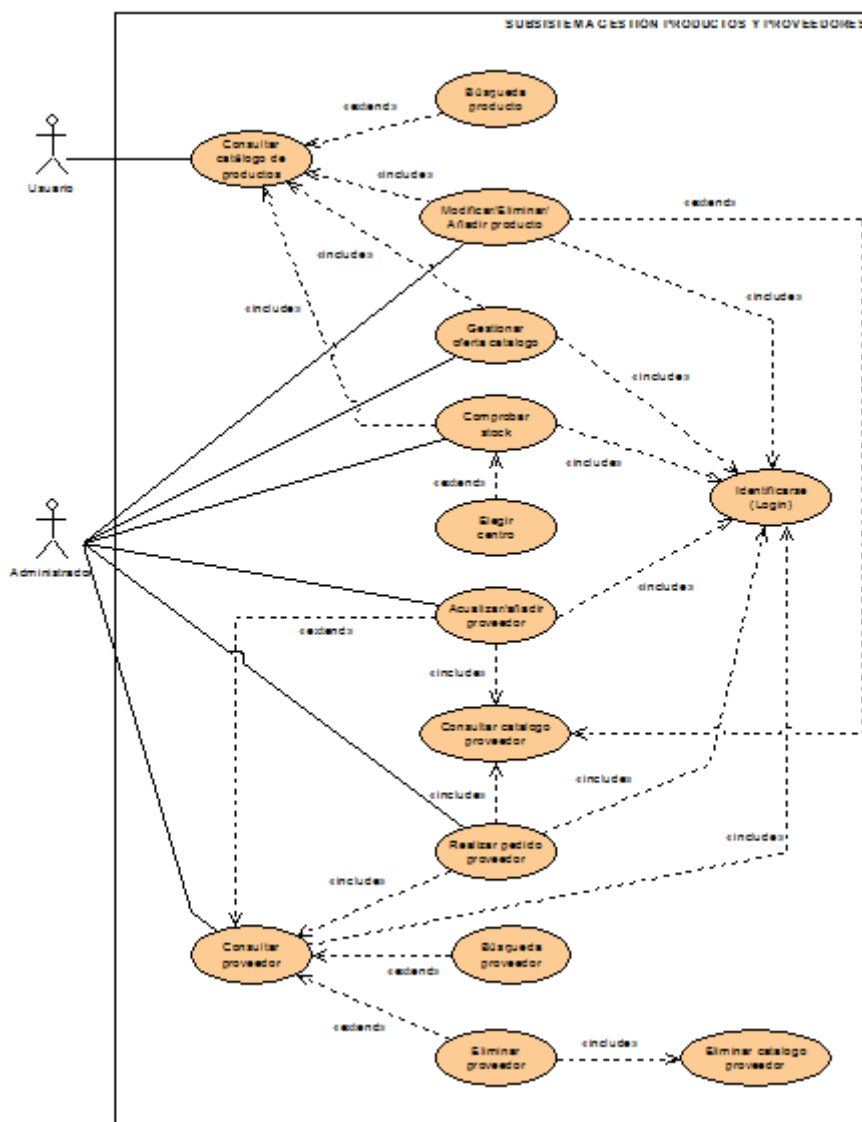 SUBSISTEMA GESTIÓN PRODUCTOS Y PROVEEDORES
Búsqueda
producto
«extend»
Consultar
catálogo de
productos
Usuario
«include»
Modificar/Eliminar/
Añadir producto
«extend»
«include»
«include»
«include»
Gestionar
oferta catalogo
«include»
Comprobar
stock
«include»
«extend»
Identificarse
(Login)
Elegir
centro
Administrador
Acualizar/añadir
proveedor
«include»
«extend»
«include»
Consultar catalogo
proveedor
«include»
«include»
Realizar pedido
proveedor
«include»
«include»
Consultar
proveedor
Búsqueda
proveedor
«extend»
«extend»
Eliminar
proveedor
«include»
Eliminar catalogo
proveedor